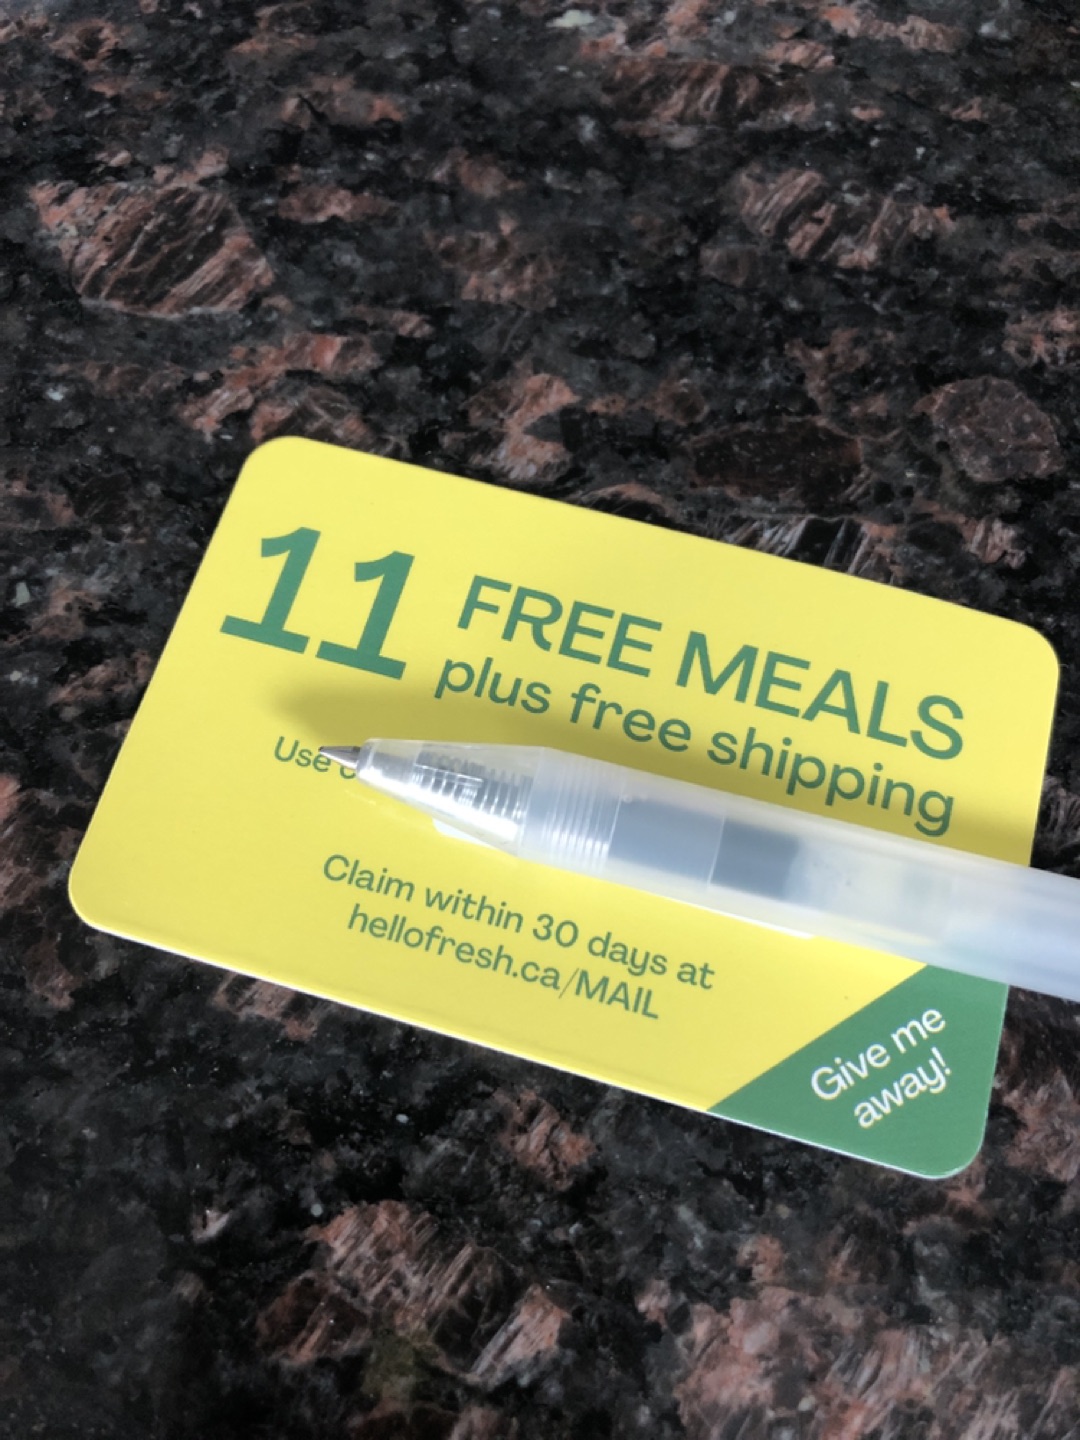 11 FREE MEALS
plus free shipping
Use
Claim within 30 days at
hellofresh.ca/MAIL
Give me
away!